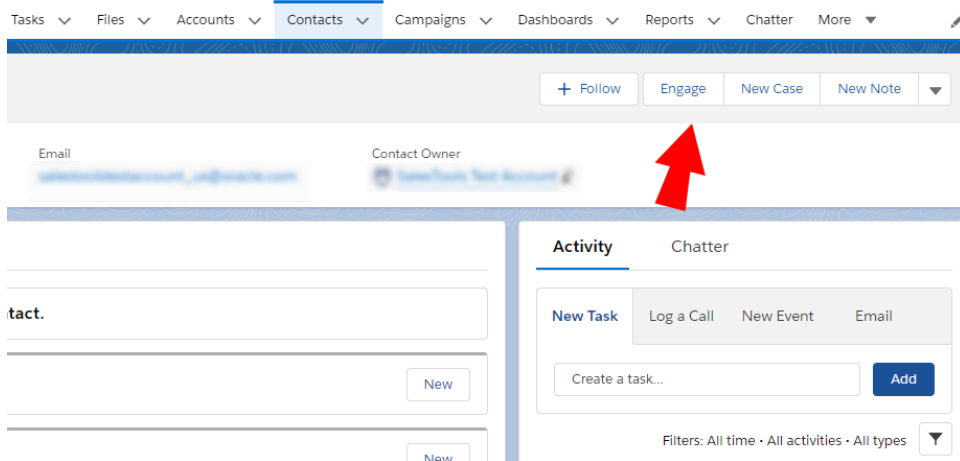 Tasks Files Accounts Contacts Campaigns Dashboards Reports Chatter More
+ Follow Engage New Case New Note
Email Contact Owner
Activity Chatter
tact.
New Task Log a Call New Event Email
New
Create a task... Add
Filters: All time • All activities • All types
New